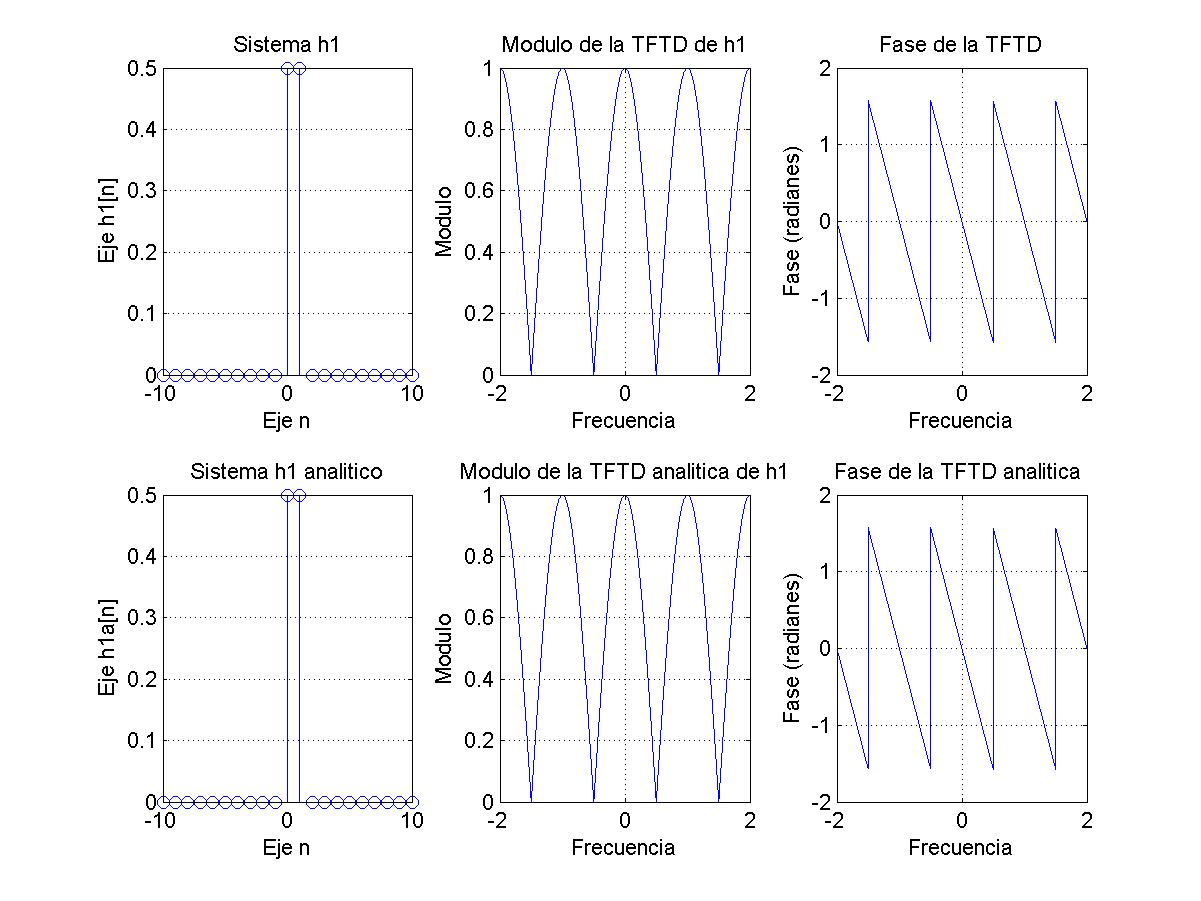 Sistema h1
Modulo de la TFTD de h1
Fase de la TFTD
0.5
0.4
0.3
0.2
0.1
0
Eje h1[n]
-10
0
10
Eje n
1
0.8
0.6
0.4
0.2
0
Modulo
-2
0
2
Frecuencia
2
1
0
-1
-2
Fase (radianes)
-2
0
2
Frecuencia
Sistema h1 analitico
Modulo de la TFTD analitica de h1
Fase de la TFTD analitica
0.5
0.4
0.3
0.2
0.1
0
Eje h1a[n]
-10
0
10
Eje n
1
0.8
0.6
0.4
0.2
0
Modulo
-2
0
2
Frecuencia
2
1
0
-1
-2
Fase (radianes)
-2
0
2
Frecuencia